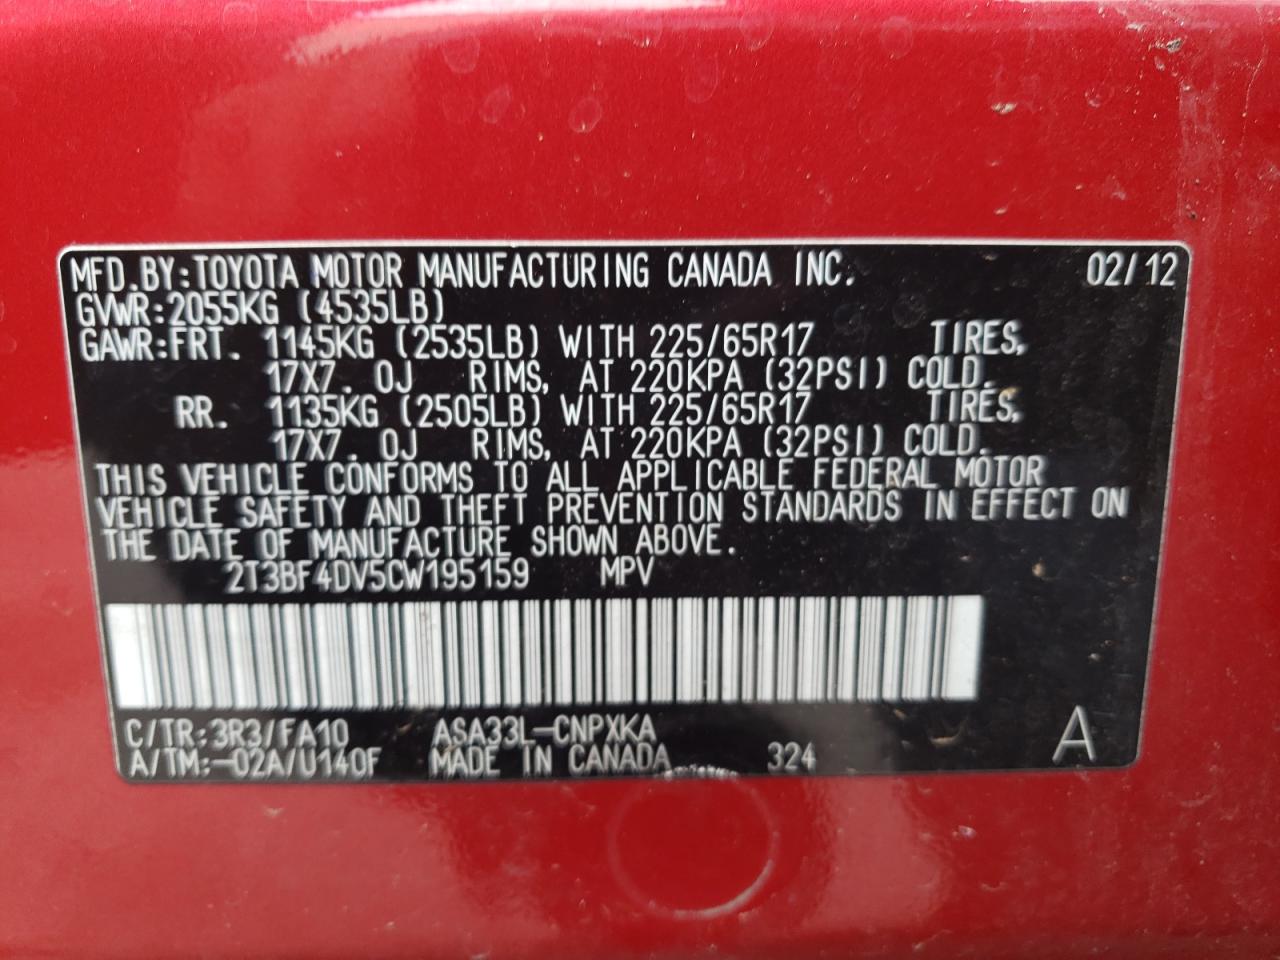 MFD.BY:TOYOTA MOTOR MANUFACTURING CANADA INC. 02/12
GVWR:2055KG (4535LB)
GAWR:FRT. 1145KG (2535LB) WITH 225/65R17 TIRES,
17X7.0J RIMS, AT 220KPA (32PSI) COLD.
RR. 1135KG (2505LB) WITH 225/65R17 TIRES,
17X7.0J RIMS, AT 220KPA (32PSI) COLD.
THIS VEHICLE CONFORMS TO ALL APPLICABLE FEDERAL MOTOR
VEHICLE SAFETY AND THEFT PREVENTION STANDARDS IN EFFECT ON
THE DATE OF MANUFACTURE SHOWN ABOVE.
2T3BF4DV5CW195159 MPV
C/TR:3R3/FA10 ASA33L-CNPXKA
A/TM:-02A/U140F MADE IN CANADA 324 A